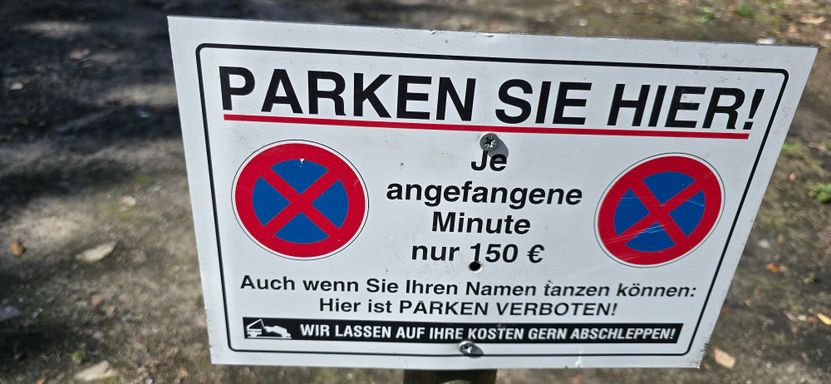 PARKEN SIE HIER!
Je
angefangene
Minute
nur 150 €
Auch wenn Sie Ihren Namen tanzen können:
Hier ist PARKEN VERBOTEN!
WIR LASSEN AUF IHRE KOSTEN GERN ABSCHLEPPEN!